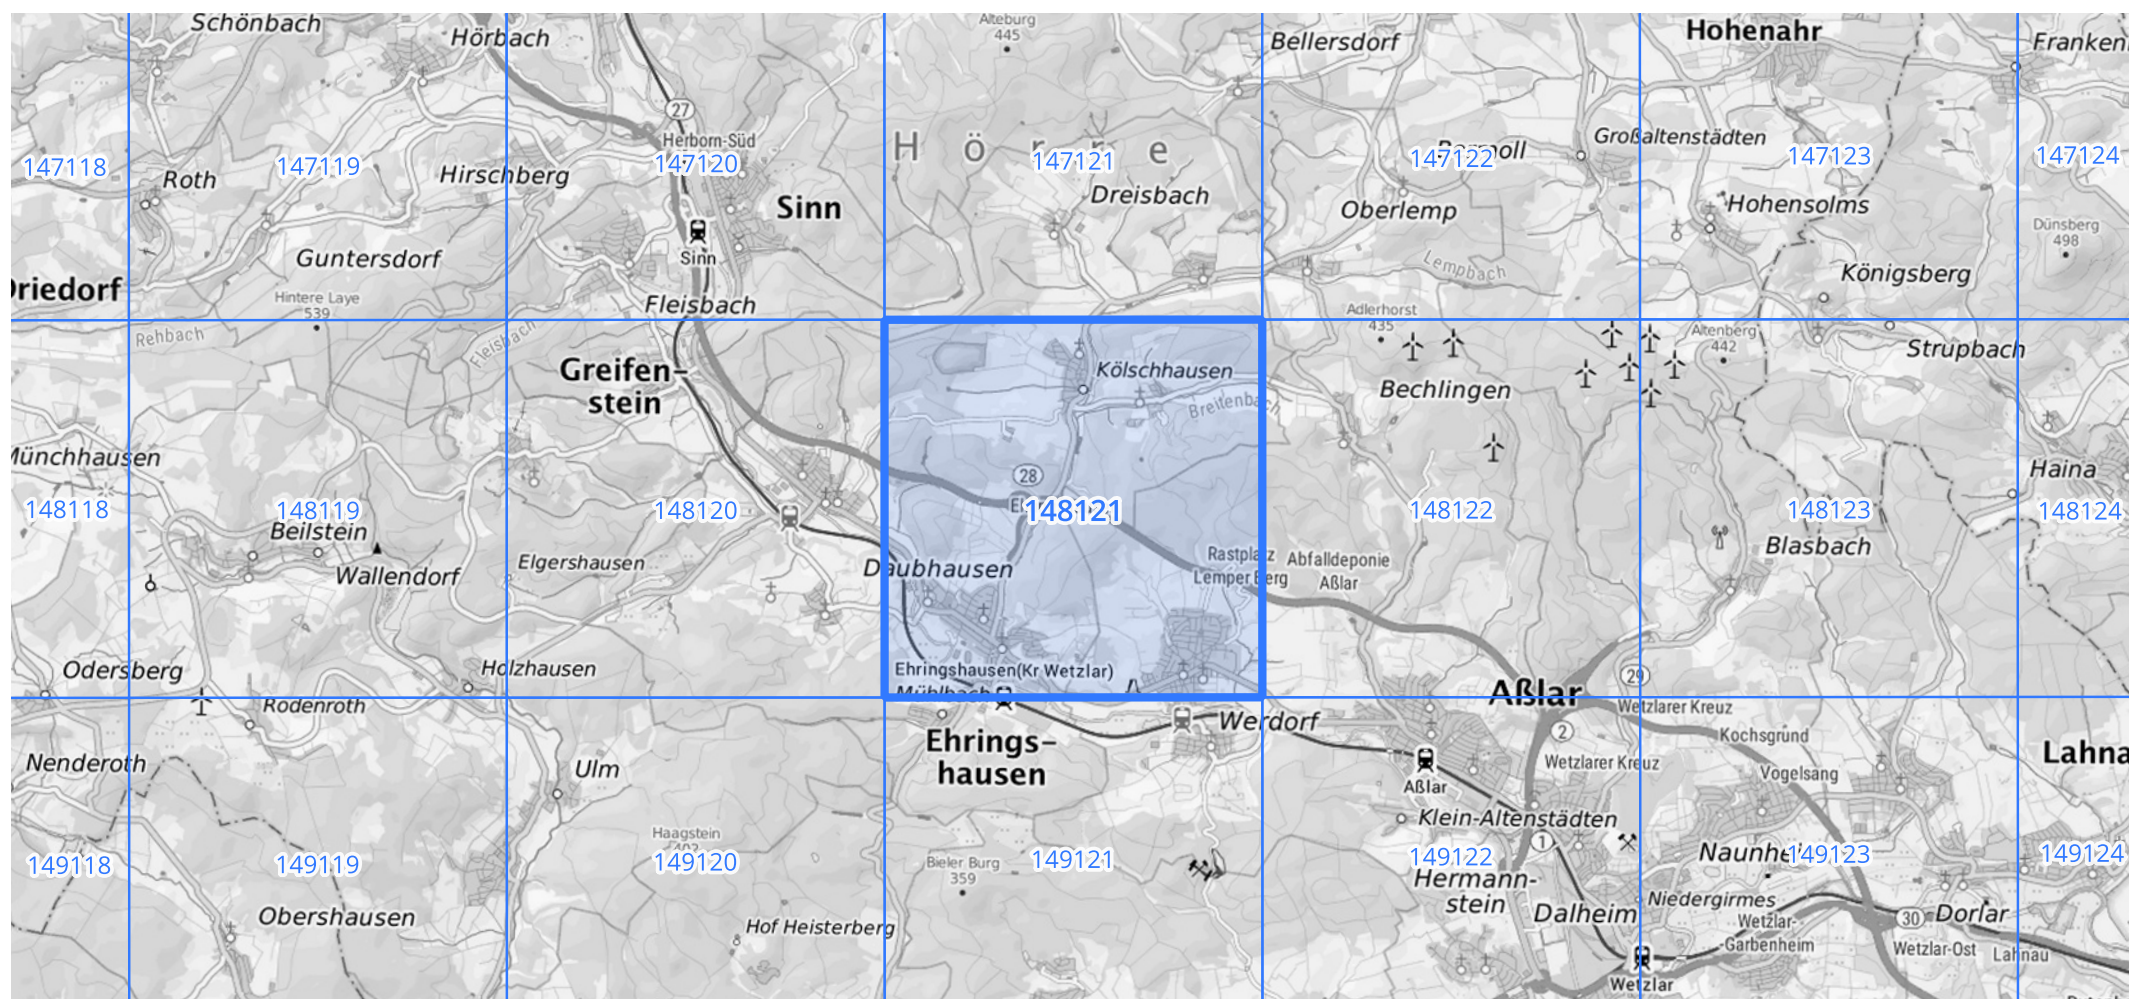 Schönbach
Hörbach
Alteburg
445
Bellersdorf
Hohenahr
Franken
27
Herborn-Süd
H ö r r e
Großaltenstädten
147118
147119
147120
147121
147122
147123
147124
Roth
Hirschberg
Sinn
Dreisbach
Oberlemp
Hohensolms
Dünsberg
498
Guntersdorf
Sinn
Lempbach
Königsberg
Driedorf
Hintere Laye
539
Fleisbach
Adlerhorst
435
Altenberg
442
Rehbach
Fleisbach
Strupbach
Greifen-
stein
Kölschhausen
Bechlingen
Breitenbach
Münchhausen
28
Haina
148118
148119
148120
148121
148122
148123
148124
Beilstein
Blasbach
Wallendorf
Elgershausen
Daubhausen
Rastplatz
Lemper Berg
Abfalldeponie
Aßlar
Odersberg
Holzhausen
Ehringshausen(Kr Wetzlar)
Mühlbach
29
Aßlar
Rodenroth
Wetzlarer Kreuz
Werdorf
2
Kochsgrund
Nenderoth
Ulm
Ehrings-
hausen
Wetzlarer Kreuz
Vogelsang
Lahna
Aßlar
Klein-Altenstädten
Haagstein
402
1
Naunhei
149118
149119
149120
149121
149122
149123
149124
Bieler Burg
359
Hermann-
stein
Niedergirmes
Obershausen
Hof Heisterberg
Dalheim
Wetzlar-
-Garbenheim
30
Dorlar
Wetzlar-Ost
Lahnau
Wetzlar